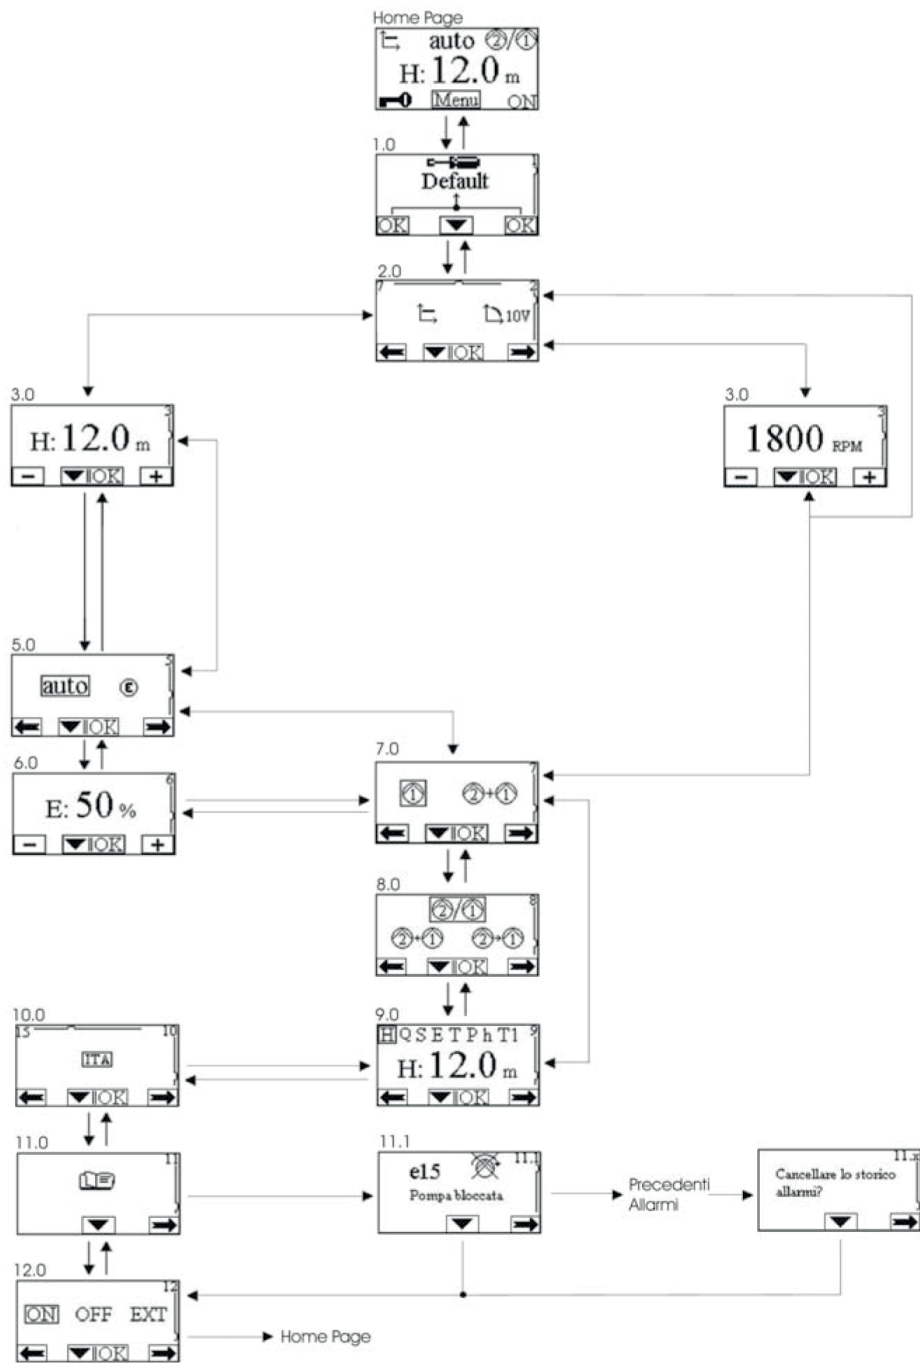 Home Page
auto ②/①
H: 12.0 m
Menu ON
1.0
1
Default
OK OK
2.0
7 2
10V
OK
3.0
3
H: 12.0 m
− OK +
3.0
3
1800 RPM
− OK +
5.0
5
auto E
OK
6.0
6
E: 50 %
− OK +
7.0
7
① ②+①
OK
8.0
8
②/①
②+① ②→①
OK
9.0
9
H Q S E T P h T1
H: 12.0 m
OK
10.0
15 10
ITA
OK
11.0
11
11.1
11.1
e15
Pompa bloccata
Precedenti
Allarmi
11.x
Cancellare lo storico
allarmi?
12.0
12
ON OFF EXT
OK
Home Page